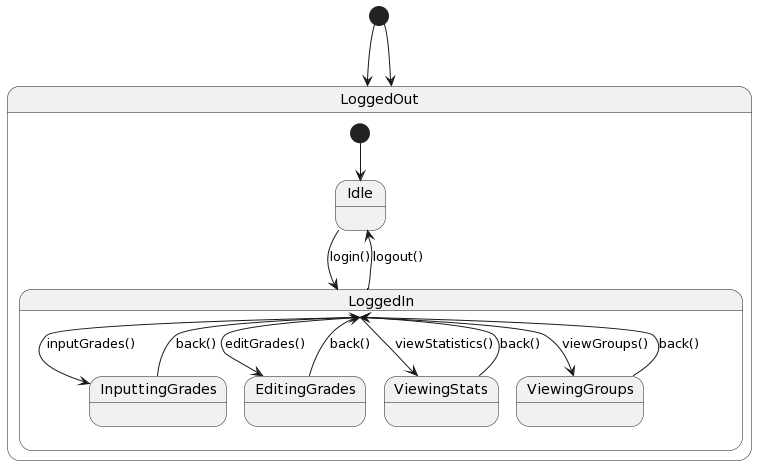 LoggedOut
Idle
login() logout()
LoggedIn
inputGrades() back() editGrades() back() viewStatistics() back() viewGroups() back()
InputtingGrades EditingGrades ViewingStats ViewingGroups